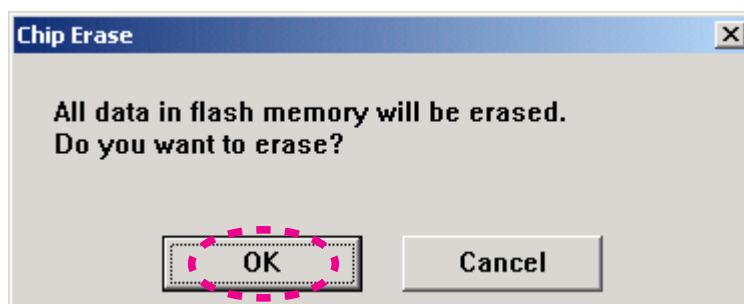 Chip Erase
All data in flash memory will be erased.
Do you want to erase?
OK
Cancel